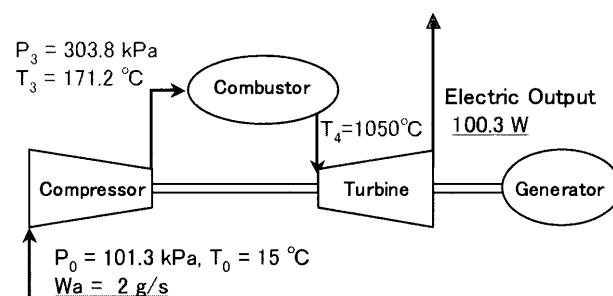 P3 = 303.8 kPa
T3 = 171.2 °C
Combustor
Electric Output
100.3 W
T4=1050°C
Compressor
Turbine
Generator
P0 = 101.3 kPa, T0 = 15 °C
Wa = 2 g/s